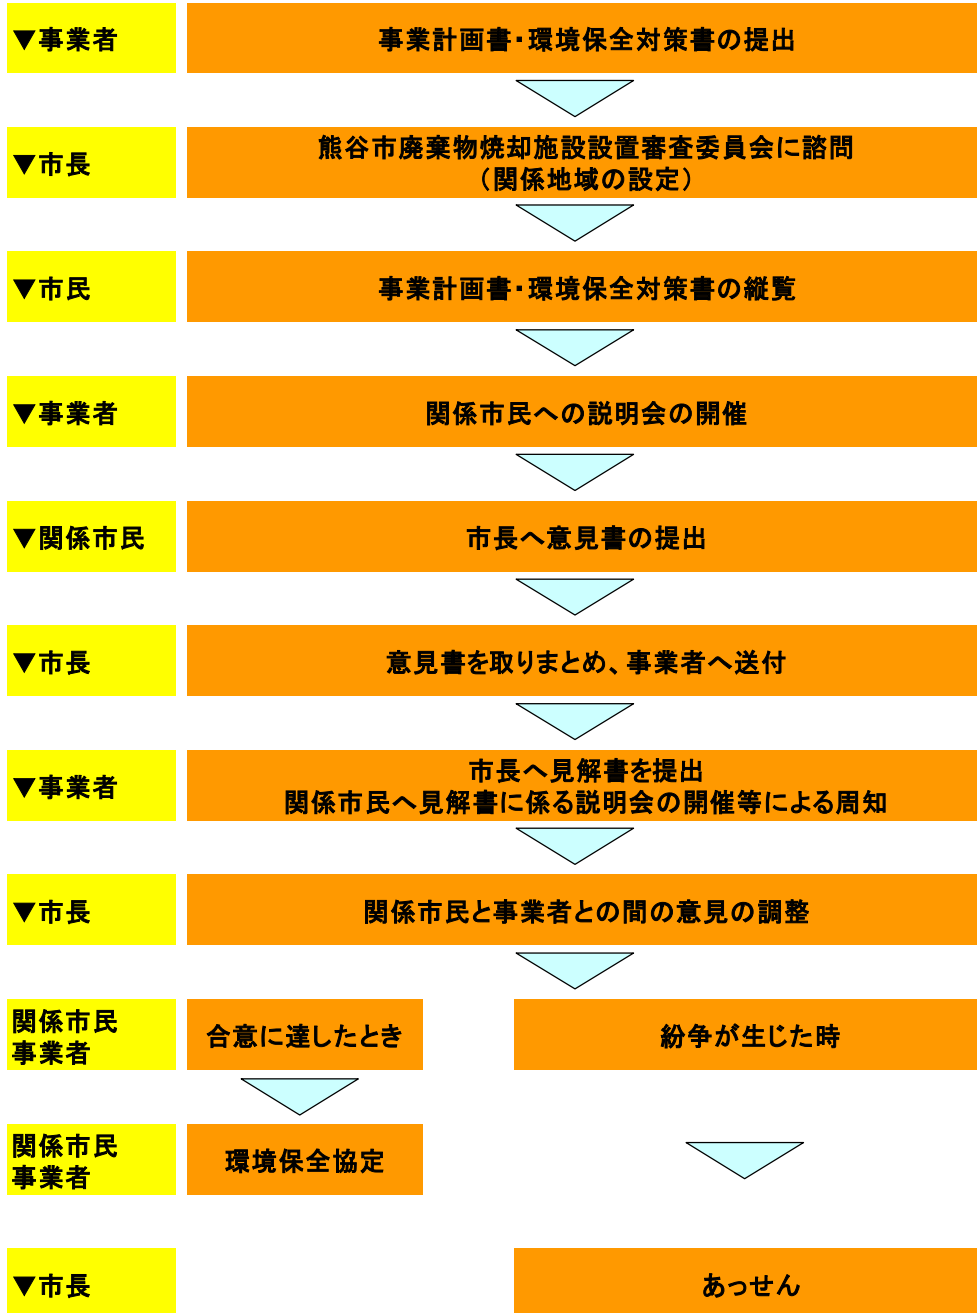 ▼事業者
事業計画書・環境保全対策書の提出
▼市長
熊谷市廃棄物焼却施設設置審査委員会に諮問
（関係地域の設定）
▼市民
事業計画書・環境保全対策書の縦覧
▼事業者
関係市民への説明会の開催
▼関係市民
市長へ意見書の提出
▼市長
意見書を取りまとめ、事業者へ送付
▼事業者
市長へ見解書を提出
関係市民へ見解書に係る説明会の開催等による周知
▼市長
関係市民と事業者との間の意見の調整
関係市民
事業者
合意に達したとき
紛争が生じた時
関係市民
事業者
環境保全協定
▼市長
あっせん